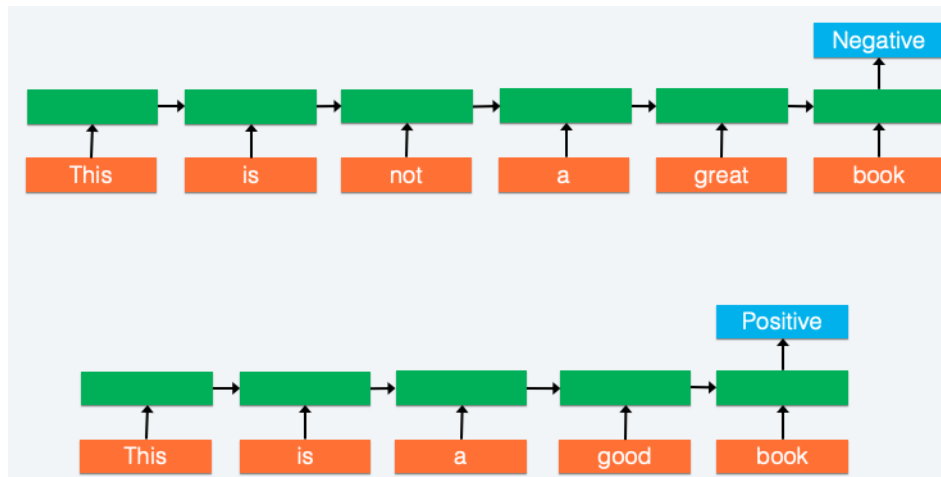 Negative
This is not a great book
Positive
This is a good book